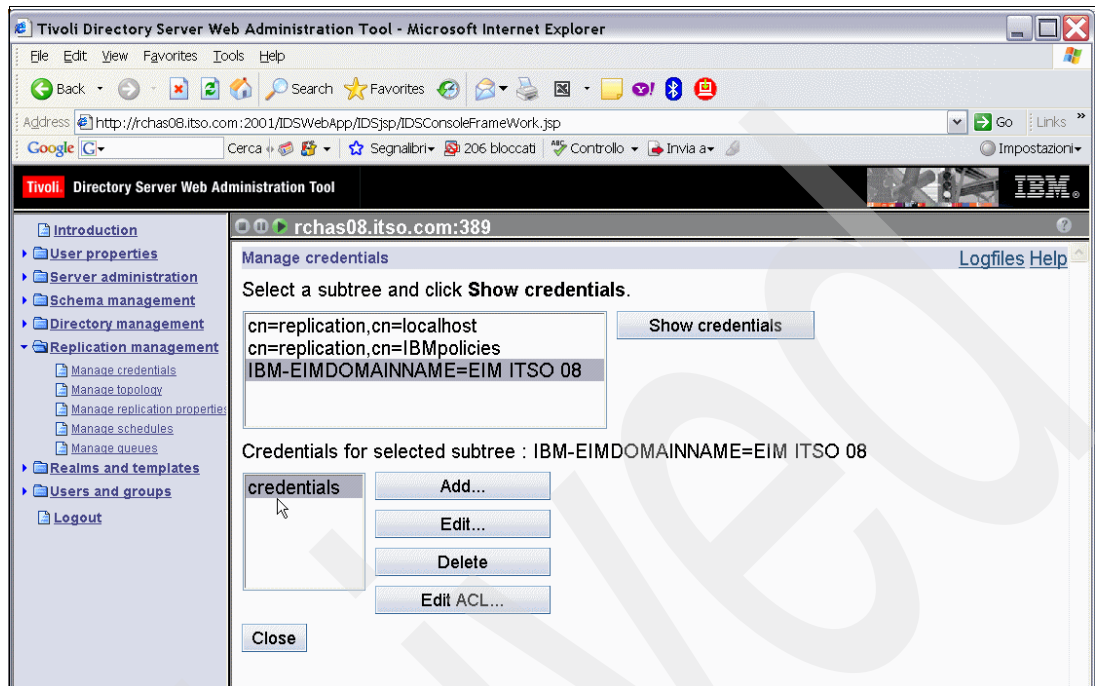 Tivoli Directory Server Web Administration Tool - Microsoft Internet Explorer
File Edit View Favorites Tools Help
Back Search Favorites
Address http://rchas08.itso.com:2001/IDSWebApp/IDSjsp/IDSConsoleFrameWork.jsp Go Links »
Google G Cerca Segnalibri 206 bloccati ABC Controllo Invia a Impostazioni
Tivoli. Directory Server Web Administration Tool IBM.
Introduction
User properties
Server administration
Schema management
Directory management
Replication management
Manage credentials
Manage topology
Manage replication properties
Manage schedules
Manage queues
Realms and templates
Users and groups
Logout
rchas08.itso.com:389 ?
Manage credentials Logfiles Help
Select a subtree and click Show credentials.
cn=replication,cn=localhost Show credentials
cn=replication,cn=IBMpolicies
IBM-EIMDOMAINNAME=EIM ITSO 08
Credentials for selected subtree : IBM-EIMDOMAINNAME=EIM ITSO 08
credentials Add...
Edit...
Delete
Edit ACL...
Close